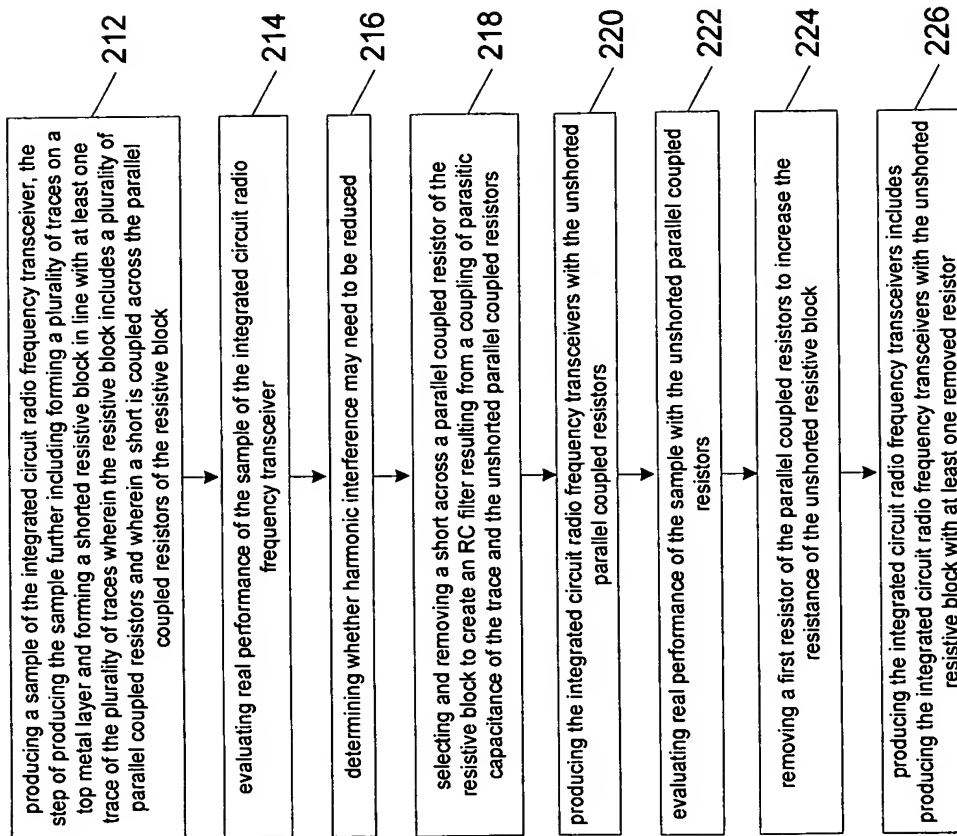 producing a sample of the integrated circuit radio frequency transceiver, the
step of producing the sample further including forming a plurality of traces on a
top metal layer and forming a shorted resistive block in line with at least one
trace of the plurality of traces wherein the resistive block includes a plurality of
parallel coupled resistors and wherein a short is coupled across the parallel
coupled resistors of the resistive block
212
evaluating real performance of the sample of the integrated circuit radio
frequency transceiver
214
determining whether harmonic interference may need to be reduced
216
selecting and removing a short across a parallel coupled resistor of the
resistive block to create an RC filter resulting from a coupling of parasitic
capacitance of the trace and the unshorted parallel coupled resistors
218
producing the integrated circuit radio frequency transceivers with the unshorted
parallel coupled resistors
220
evaluating real performance of the sample with the unshorted parallel coupled
resistors
222
removing a first resistor of the parallel coupled resistors to increase the
resistance of the unshorted resistive block
224
producing the integrated circuit radio frequency transceivers includes
producing the integrated circuit radio frequency transceivers with the unshorted
resistive block with at least one removed resistor
226